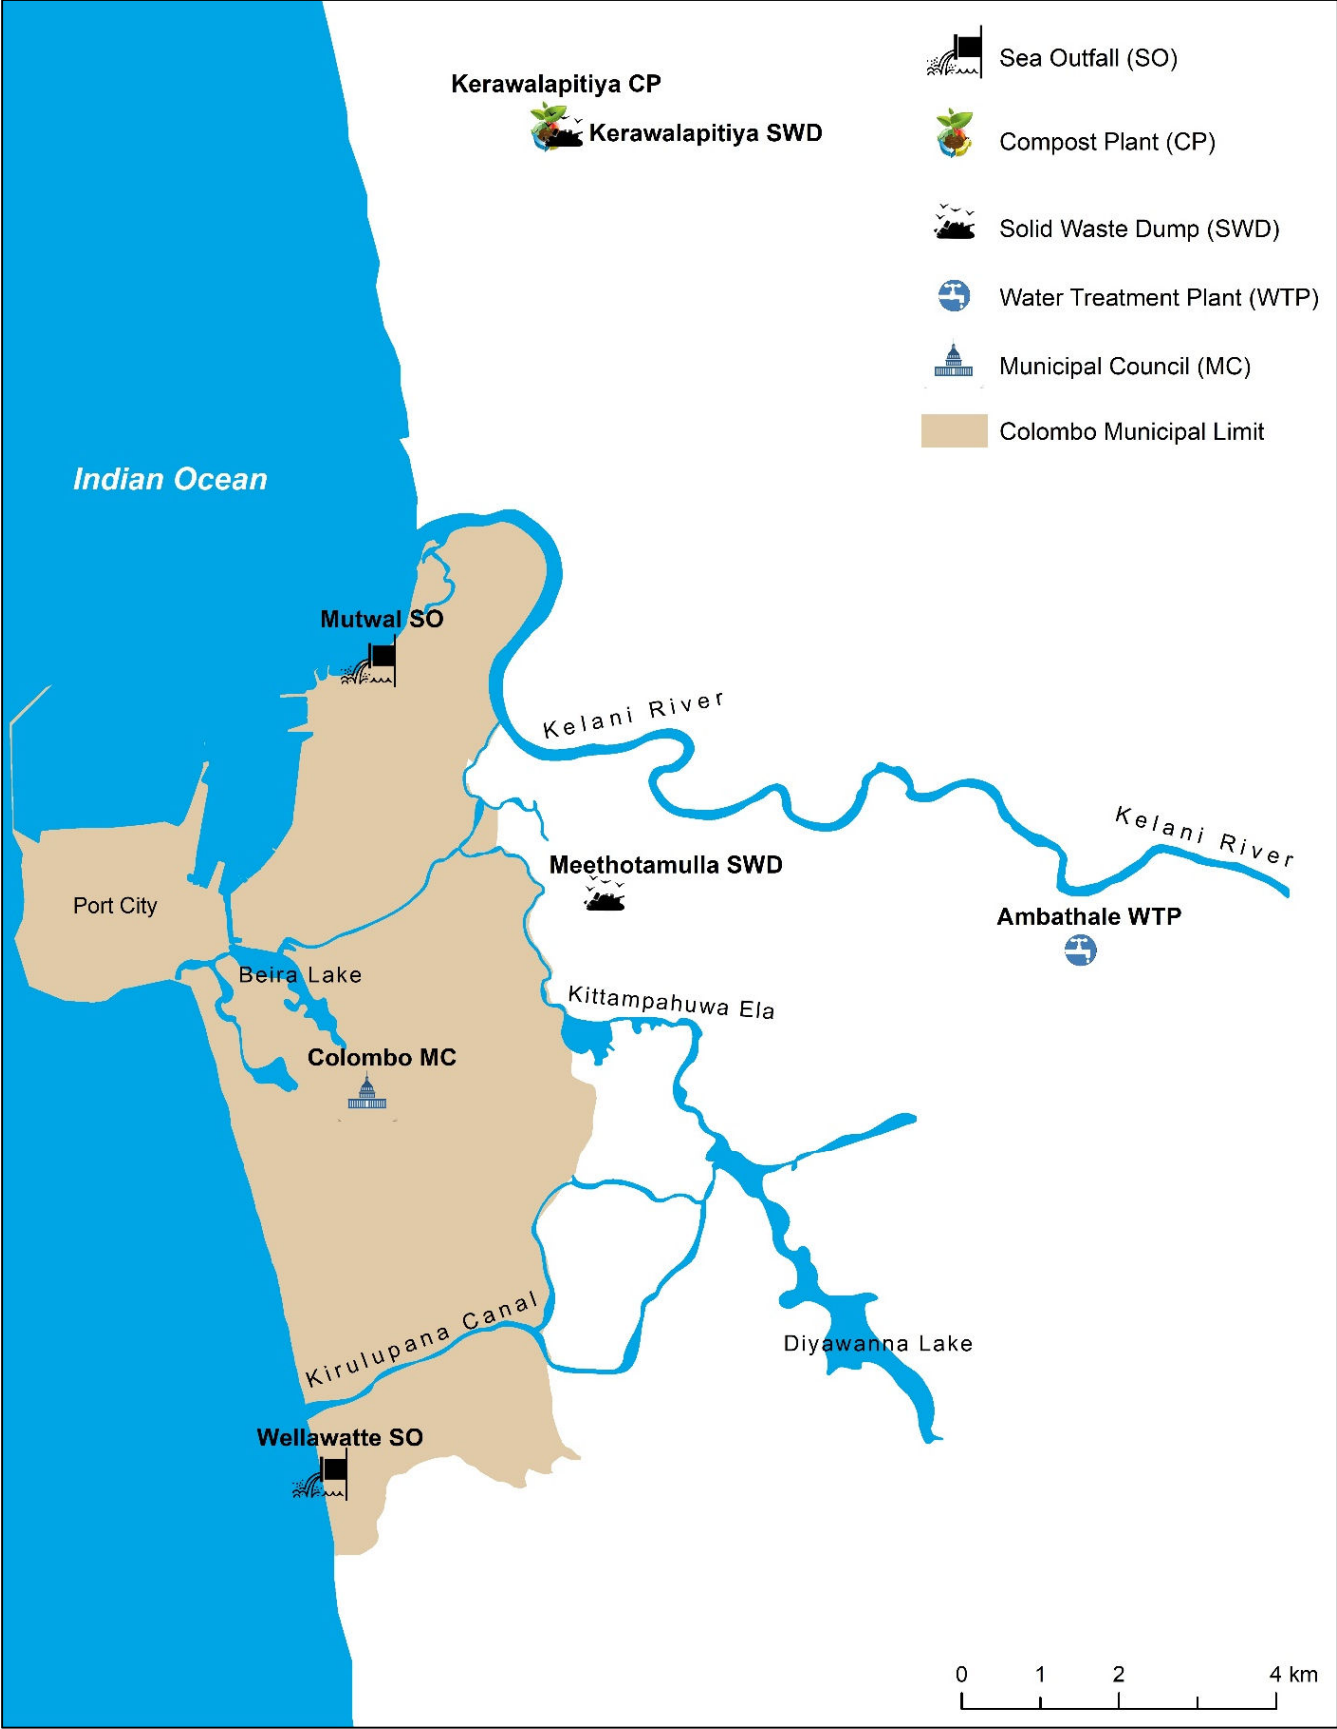 Sea Outfall (SO)
Kerawalapitiya CP
Kerawalapitiya SWD
Compost Plant (CP)
Solid Waste Dump (SWD)
Water Treatment Plant (WTP)
Municipal Council (MC)
Colombo Municipal Limit
Indian Ocean
Mutwal SO
Kelani River
Kelani River
Meethotamulla SWD
Port City
Ambathale WTP
Beira Lake
Kittampahuwa Ela
Colombo MC
Kirulupana Canal
Diyawanna Lake
Wellawatte SO
0 1 2 4 km